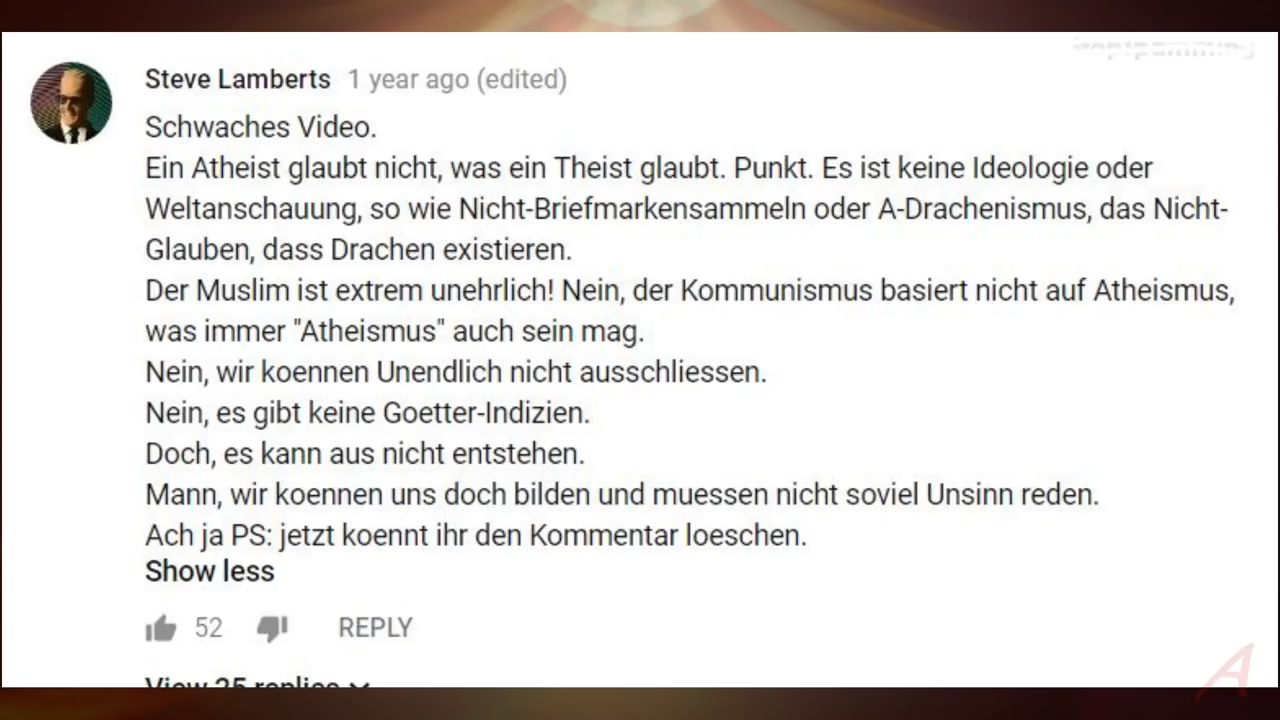 Steve Lamberts 1 year ago (edited)
Schwaches Video.
Ein Atheist glaubt nicht, was ein Theist glaubt. Punkt. Es ist keine Ideologie oder
Weltanschauung, so wie Nicht-Briefmarkensammeln oder A-Drachenismus, das Nicht-
Glauben, dass Drachen existieren.
Der Muslim ist extrem unehrlich! Nein, der Kommunismus basiert nicht auf Atheismus,
was immer "Atheismus" auch sein mag.
Nein, wir koennen Unendlich nicht ausschliessen.
Nein, es gibt keine Goetter-Indizien.
Doch, es kann aus nicht entstehen.
Mann, wir koennen uns doch bilden und muessen nicht soviel Unsinn reden.
Ach ja PS: jetzt koennt ihr den Kommentar loeschen.
Show less
52 REPLY
View 25 replies
A